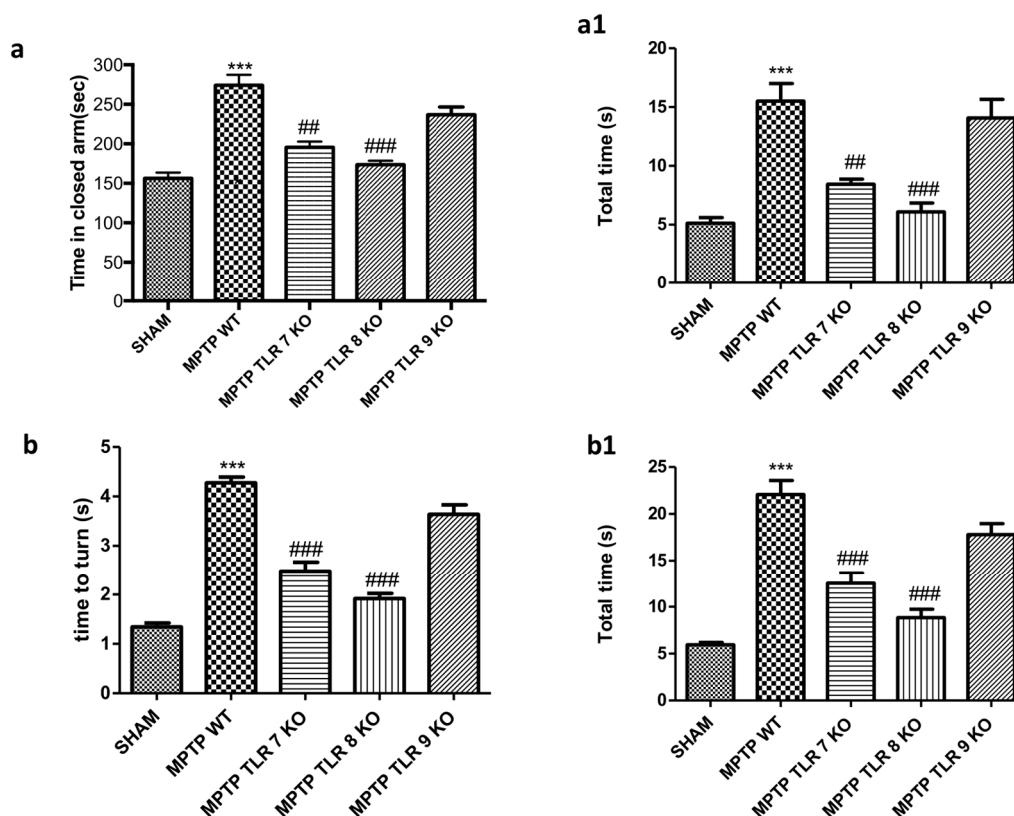 a
Time in closed arm(sec)
300
250
200
150
100
50
0
***
##
###
SHAM
MPTP WT
MPTP TLR 7 KO
MPTP TLR 8 KO
MPTP TLR 9 KO
a1
Total time (s)
20
15
10
5
0
***
##
###
SHAM
MPTP WT
MPTP TLR 7 KO
MPTP TLR 8 KO
MPTP TLR 9 KO
b
time to turn (s)
5
4
3
2
1
0
***
###
###
SHAM
MPTP WT
MPTP TLR 7 KO
MPTP TLR 8 KO
MPTP TLR 9 KO
b1
Total time (s)
25
20
15
10
5
0
***
###
###
SHAM
MPTP WT
MPTP TLR 7 KO
MPTP TLR 8 KO
MPTP TLR 9 KO